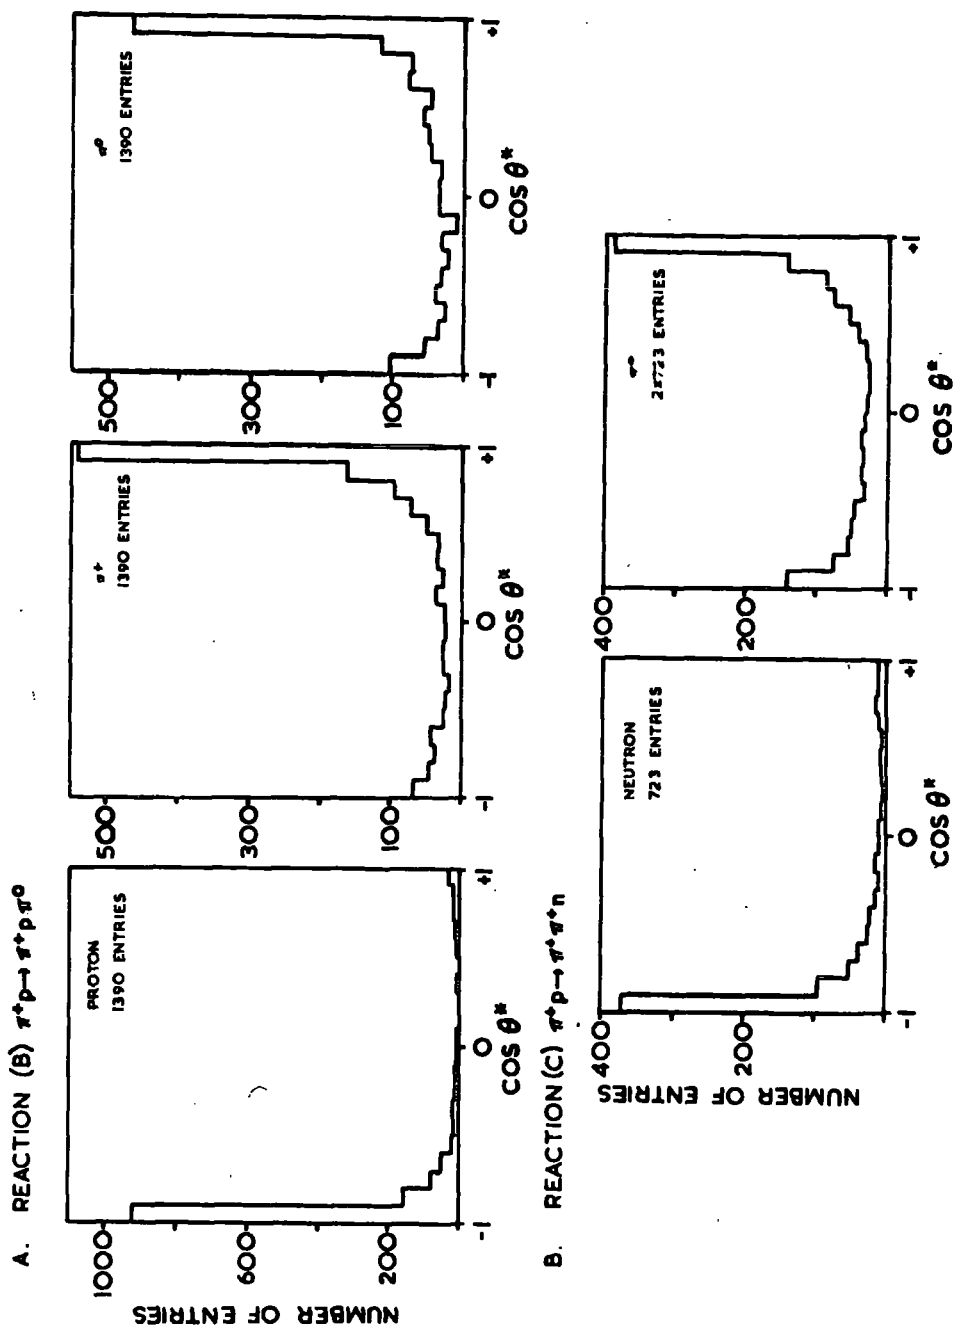 A. REACTION (B) π⁺p→ π⁺pπ⁰
NUMBER OF ENTRIES
1000
600
200
PROTON
1390 ENTRIES
-1
0
+1
COS θ*
500
300
100
π⁺
1390 ENTRIES
-1
0
+1
COS θ*
500
300
100
π⁰
1390 ENTRIES
-1
0
+1
COS θ*
B. REACTION (C) π⁺p→ π⁺π⁺n
NUMBER OF ENTRIES
400
200
NEUTRON
723 ENTRIES
-1
0
+1
COS θ*
400
200
ENTRIES
-1
0
+1
COS θ*